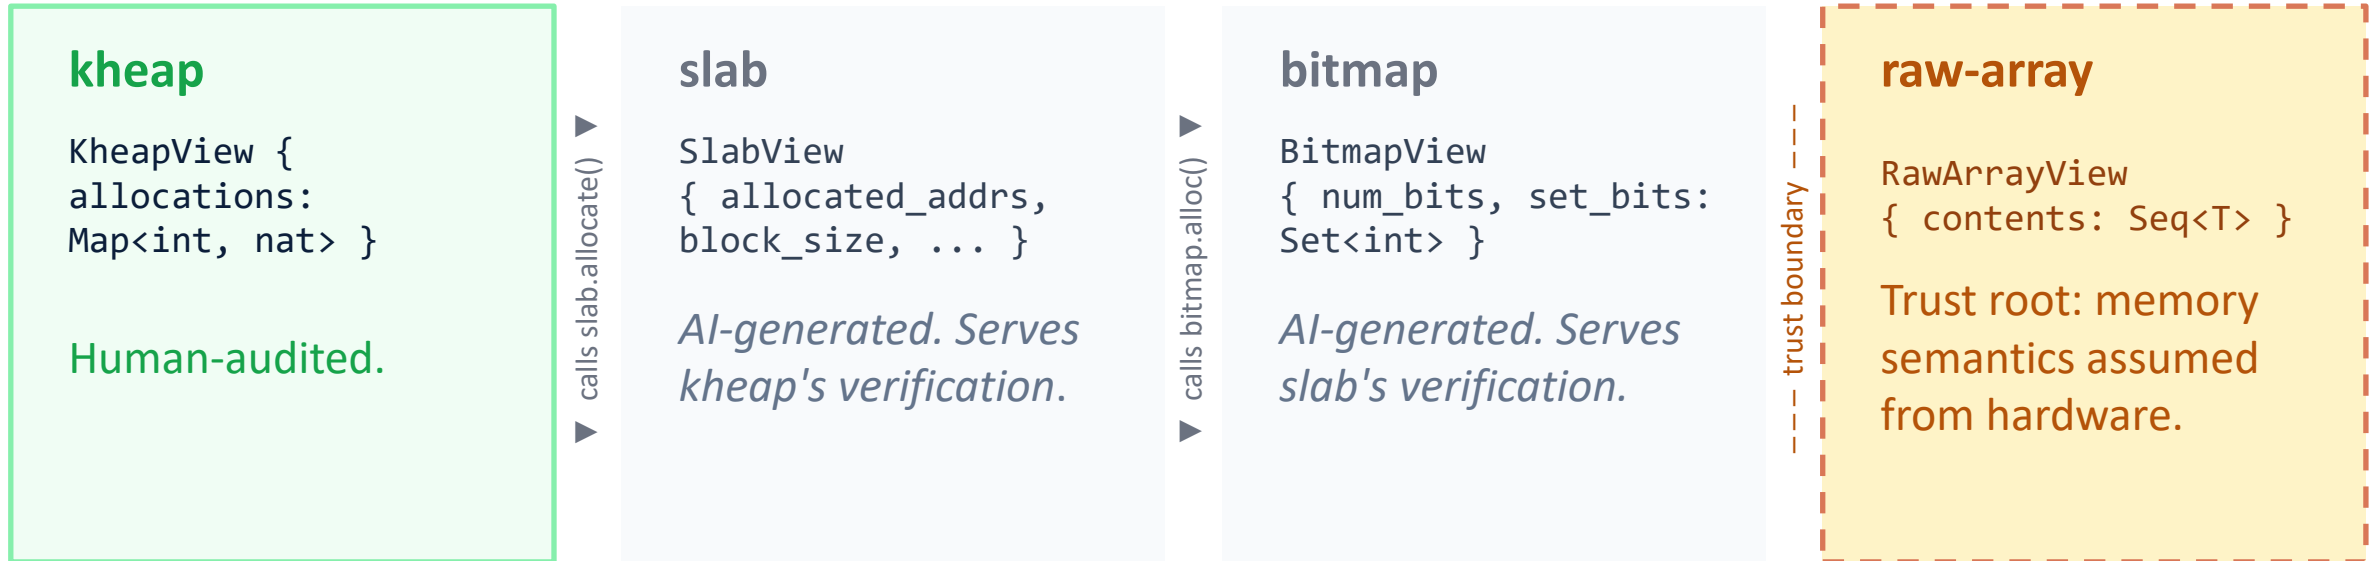 kheap
KheapView {
allocations:
Map<int, nat> }
Human-audited.
▶ calls slab.allocate() ▶
slab
SlabView
{ allocated_addrs,
block_size, ... }
AI-generated. Serves
kheap's verification.
▶ calls bitmap.alloc() ▶
bitmap
BitmapView
{ num_bits, set_bits:
Set<int> }
AI-generated. Serves
slab's verification.
––– trust boundary –––
raw-array
RawArrayView
{ contents: Seq<T> }
Trust root: memory
semantics assumed
from hardware.